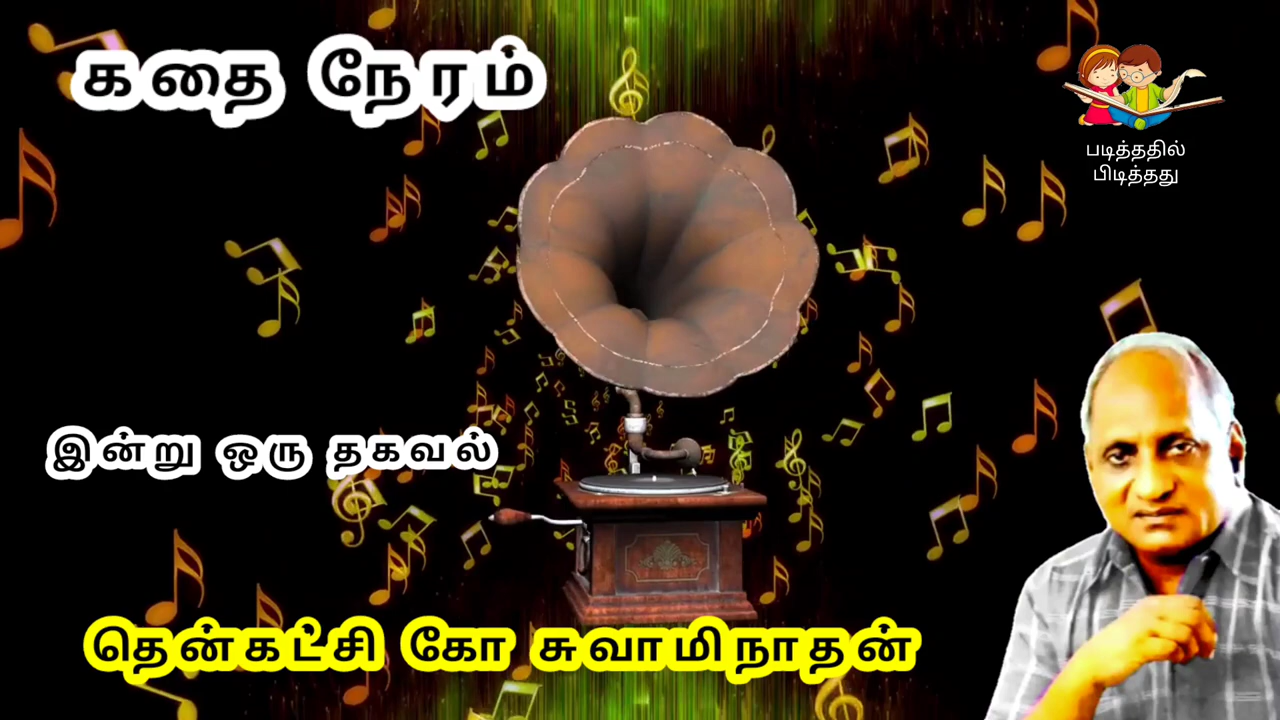 கதை நேரம்
படித்ததில்
பிடித்தது
இன்று ஒரு தகவல்
தென்கட்சி கோ சுவாமிநாதன்